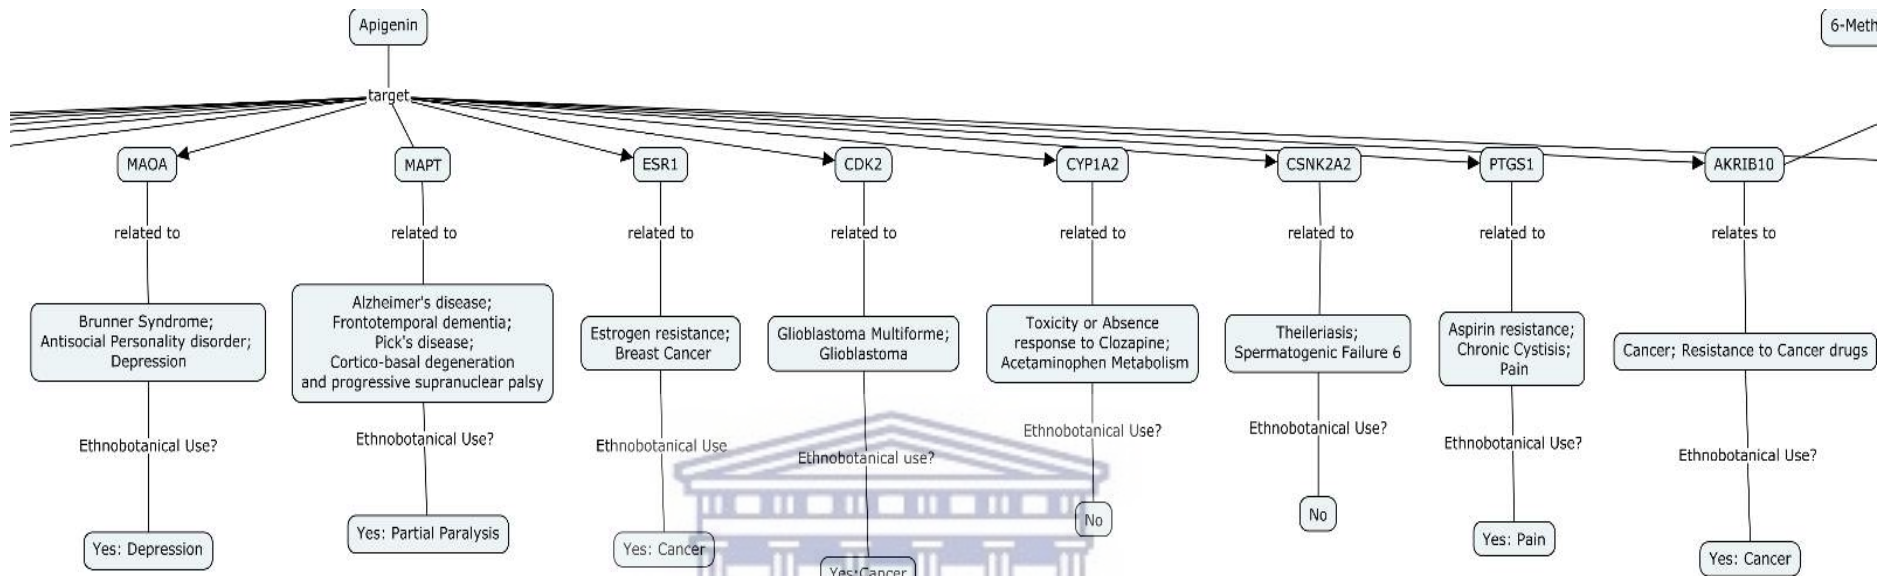 Apigenin
6-Meth
target
MAOA
MAPT
ESR1
CDK2
CYP1A2
CSNK2A2
PTGS1
AKRIB10
related to
related to
related to
related to
related to
related to
related to
relates to
Brunner Syndrome;
Antisocial Personality disorder;
Depression
Alzheimer's disease;
Frontotemporal dementia;
Pick's disease;
Cortico-basal degeneration
and progressive supranuclear palsy
Estrogen resistance;
Breast Cancer
Glioblastoma Multiforme;
Glioblastoma
Toxicity or Absence
response to Clozapine;
Acetaminophen Metabolism
Theileriasis;
Spermatogenic Failure 6
Aspirin resistance;
Chronic Cystisis;
Pain
Cancer; Resistance to Cancer drugs
Ethnobotanical Use?
Ethnobotanical Use?
Ethnobotanical Use
Ethnobotanical use?
Ethnobotanical Use?
Ethnobotanical Use?
Ethnobotanical Use?
Ethnobotanical Use?
Yes: Depression
Yes: Partial Paralysis
Yes: Cancer
Yes:Cancer
No
No
Yes: Pain
Yes: Cancer